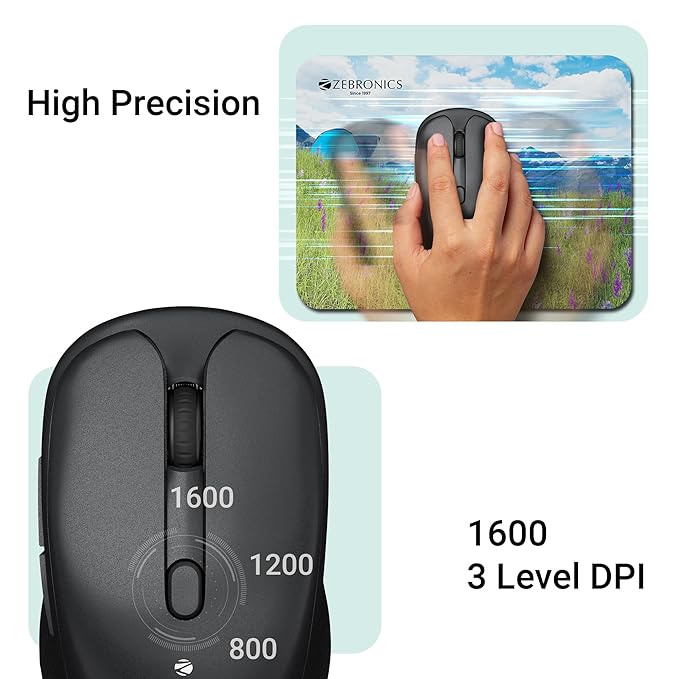 High Precision
ZEBRONICS
Since 1997
1600
1200
800
1600
3 Level DPI